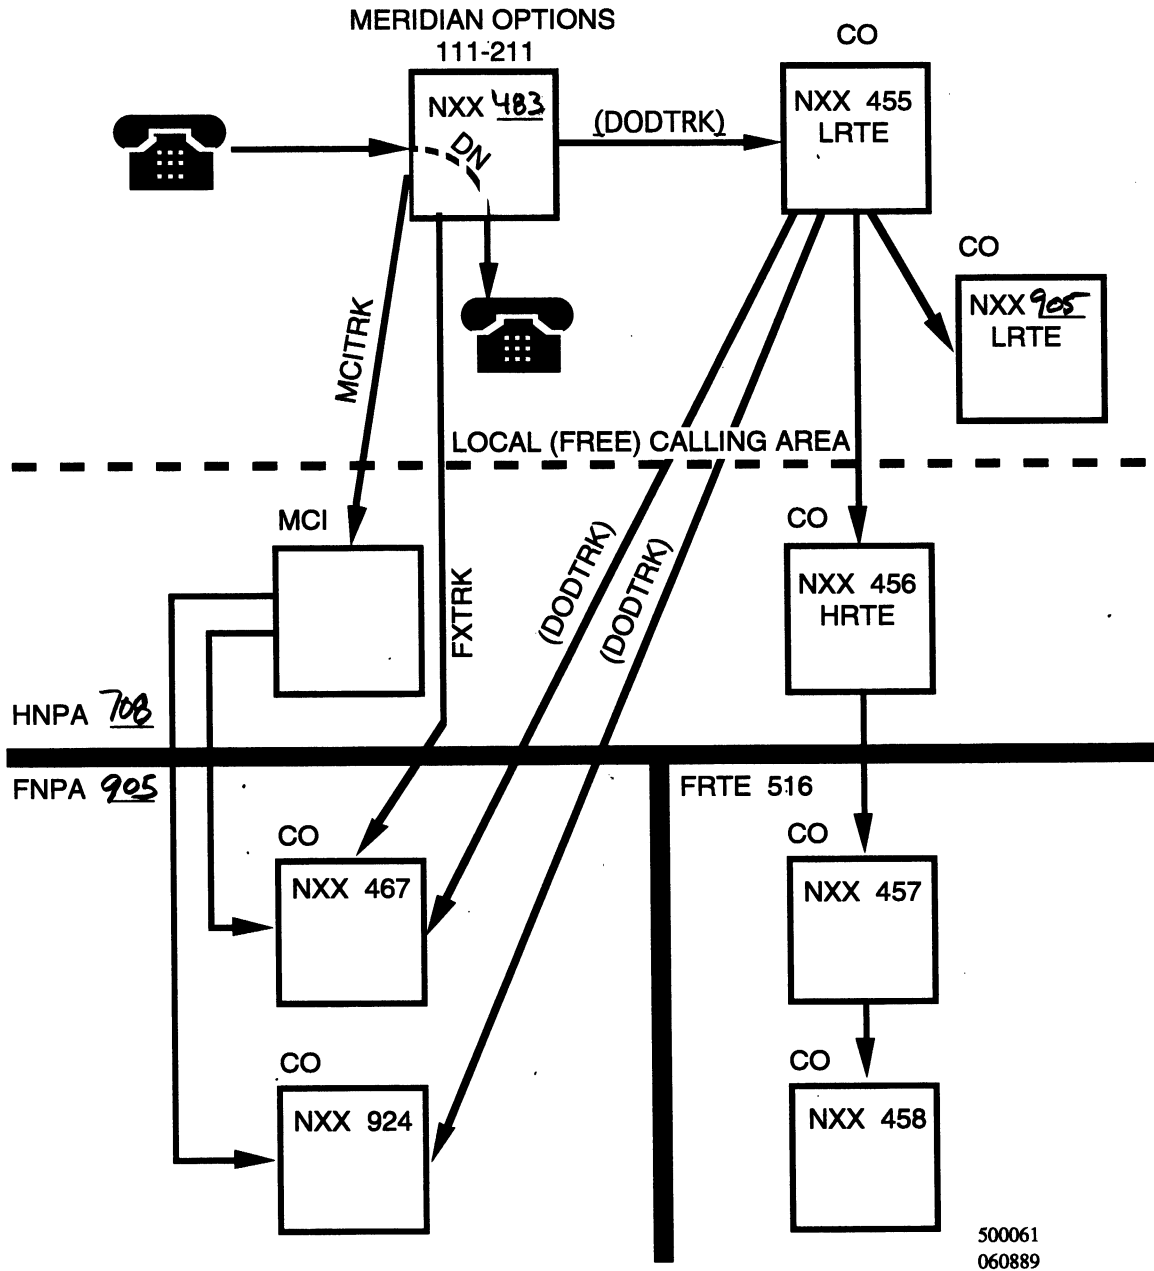 MERIDIAN OPTIONS
111-211
CO
NXX 483
DN
(DODTRK)
NXX 455
LRTE
CO
NXX 905
LRTE
MCITRK
LOCAL (FREE) CALLING AREA
MCI
FXTRK
(DODTRK)
(DODTRK)
CO
NXX 456
HRTE
HNPA 708
FNPA 905
FRTE 516
CO
NXX 467
CO
NXX 457
CO
NXX 924
CO
NXX 458
500061
060889